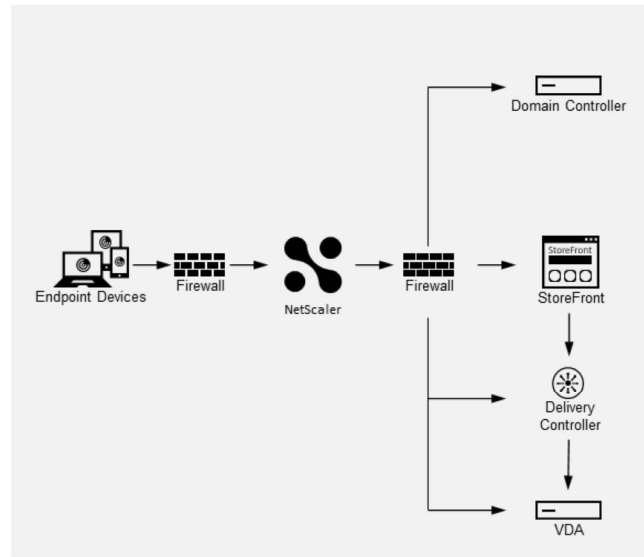 Domain Controller
Endpoint Devices
Firewall
NetScaler
Firewall
StoreFront
StoreFront
Delivery
Controller
VDA